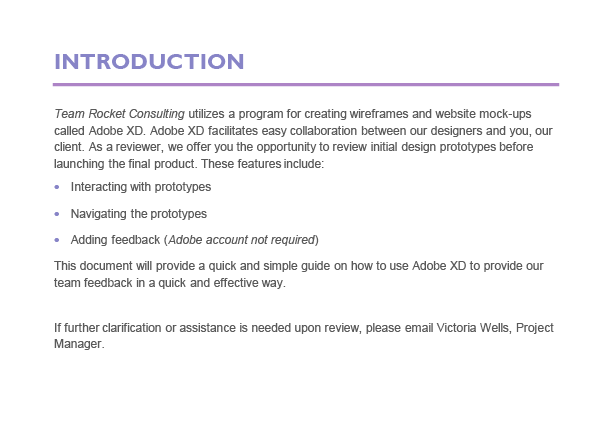 INTRODUCTION
Team Rocket Consulting utilizes a program for creating wireframes and website mock-ups
called Adobe XD. Adobe XD facilitates easy collaboration between our designers and you, our
client. As a reviewer, we offer you the opportunity to review initial design prototypes before
launching the final product. These features include:
• Interacting with prototypes
• Navigating the prototypes
• Adding feedback (Adobe account not required)
This document will provide a quick and simple guide on how to use Adobe XD to provide our
team feedback in a quick and effective way.
If further clarification or assistance is needed upon review, please email Victoria Wells, Project
Manager.